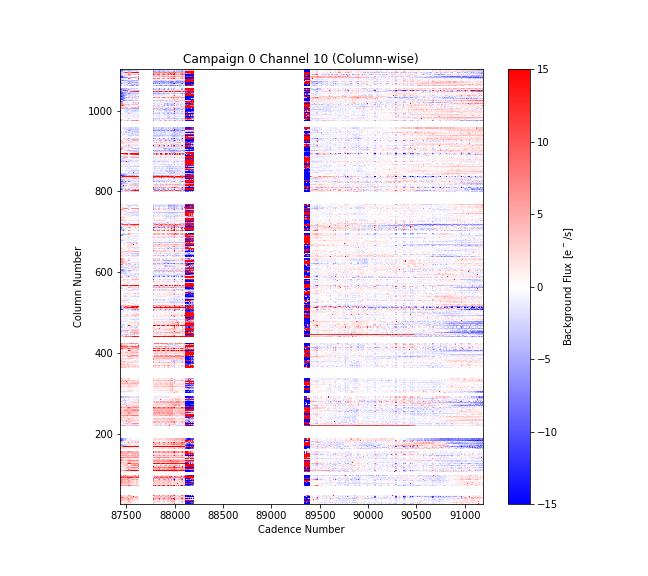 Campaign 0 Channel 10 (Column-wise)
1000
800
600
400
200
Column Number
87500 88000 88500 89000 89500 90000 90500 91000
Cadence Number
15
10
5
0
−5
−10
−15
Background Flux [e⁻/s]